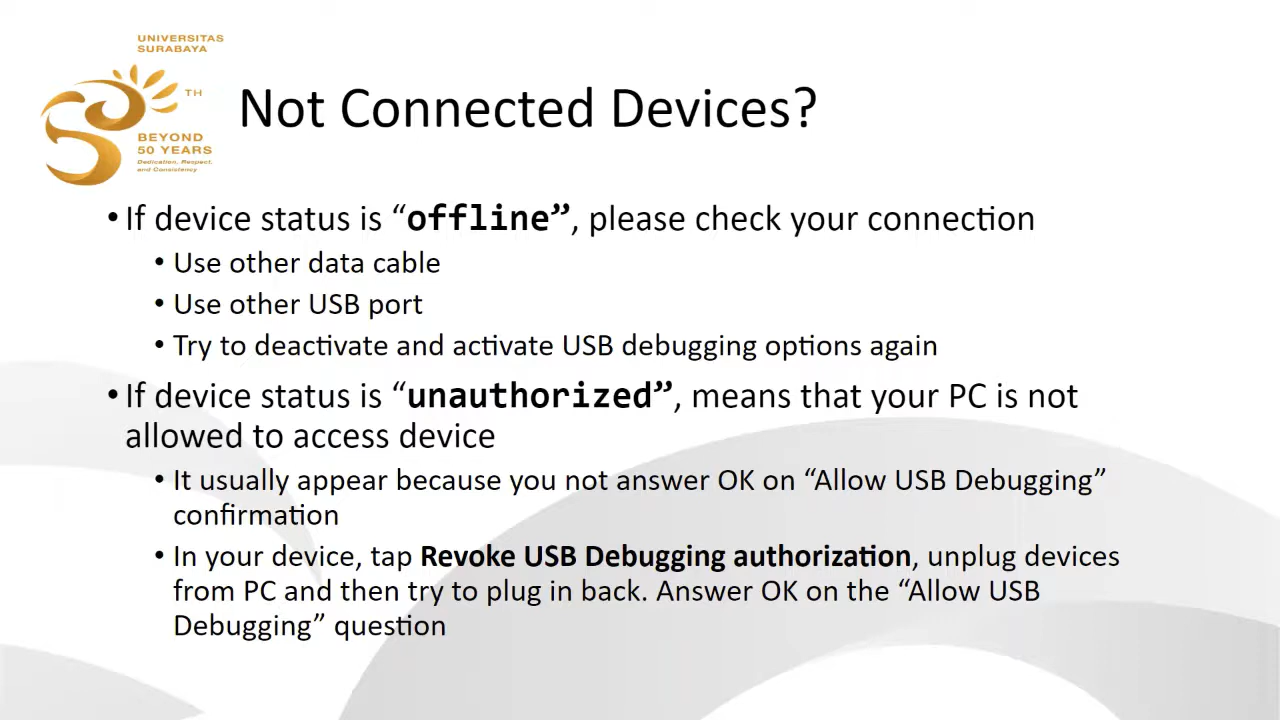 UNIVERSITAS
SURABAYA
TH
BEYOND
50 YEARS
Dedication, Respect,
and Consistency
Not Connected Devices?
• If device status is “offline”, please check your connection
• Use other data cable
• Use other USB port
• Try to deactivate and activate USB debugging options again
• If device status is “unauthorized”, means that your PC is not
allowed to access device
• It usually appear because you not answer OK on “Allow USB Debugging”
confirmation
• In your device, tap Revoke USB Debugging authorization, unplug devices
from PC and then try to plug in back. Answer OK on the “Allow USB
Debugging” question